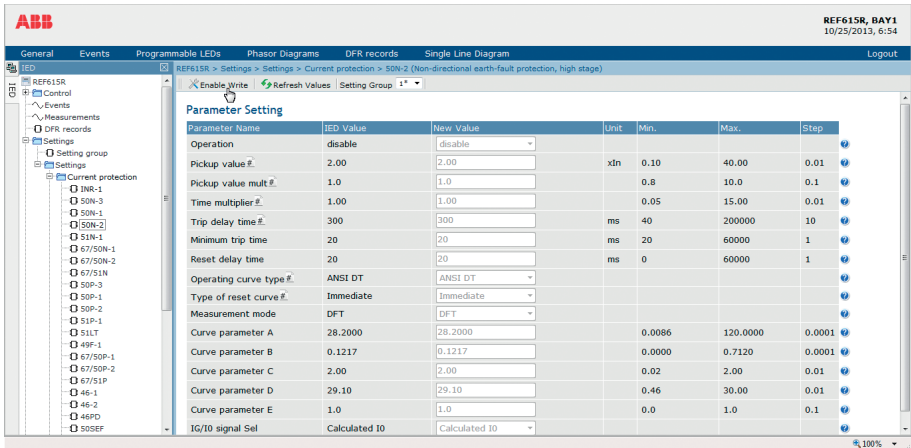 ABB
REF615R, BAY1
10/25/2013, 6:54
General Events Programmable LEDs Phasor Diagrams DFR records Single Line Diagram Logout
IED
REF615R > Settings > Settings > Current protection > 50N-2 (Non-directional earth-fault protection, high stage)
IED
REF615R
Control
Events
Measurements
DFR records
Settings
Setting group
Settings
Current protection
INR-1
50N-3
50N-1
50N-2
51N-1
67/50N-1
67/50N-2
67/51N
50P-3
50P-1
50P-2
51P-1
51LT
49F-1
67/50P-1
67/50P-2
67/51P
46-1
46-2
46PD
50SEF
Enable Write Refresh Values Setting Group 1*
Parameter Setting
Parameter Name IED Value New Value Unit Min. Max. Step
Operation disable disable
Pickup value # 2.00 2.00 xIn 0.10 40.00 0.01
Pickup value mult # 1.0 1.0 0.8 10.0 0.1
Time multiplier # 1.00 1.00 0.05 15.00 0.01
Trip delay time # 300 300 ms 40 200000 10
Minimum trip time 20 20 ms 20 60000 1
Reset delay time 20 20 ms 0 60000 1
Operating curve type # ANSI DT ANSI DT
Type of reset curve # Immediate Immediate
Measurement mode DFT DFT
Curve parameter A 28.2000 28.2000 0.0086 120.0000 0.0001
Curve parameter B 0.1217 0.1217 0.0000 0.7120 0.0001
Curve parameter C 2.00 2.00 0.02 2.00 0.01
Curve parameter D 29.10 29.10 0.46 30.00 0.01
Curve parameter E 1.0 1.0 0.0 1.0 0.1
IG/I0 signal Sel Calculated I0 Calculated I0
100%